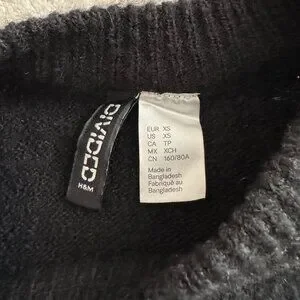 DIVIDED
H&M
EUR XS
US XS
CA TP
MX XCH
CN 160/80A
Made in
Bangladesh
Fabriqué au
Bangladesh